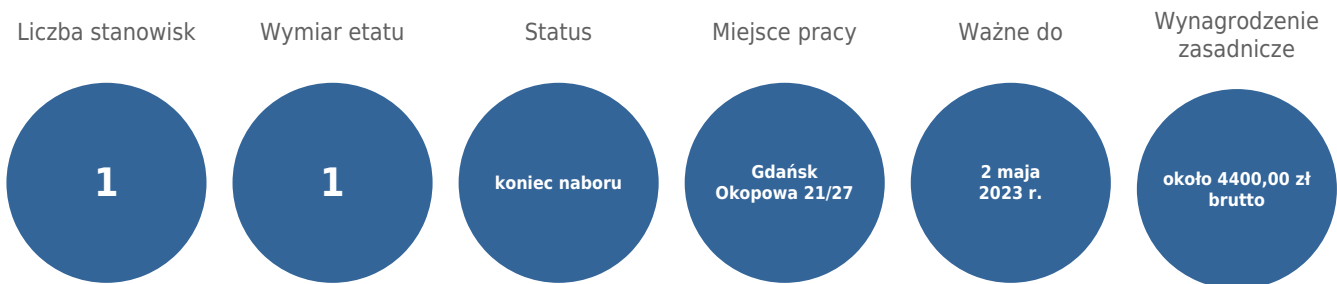 Liczba stanowisk
1
Wymiar etatu
1
Status
koniec naboru
Miejsce pracy
Gdańsk
Okopowa 21/27
Ważne do
2 maja
2023 r.
Wynagrodzenie
zasadnicze
około 4400,00 zł
brutto